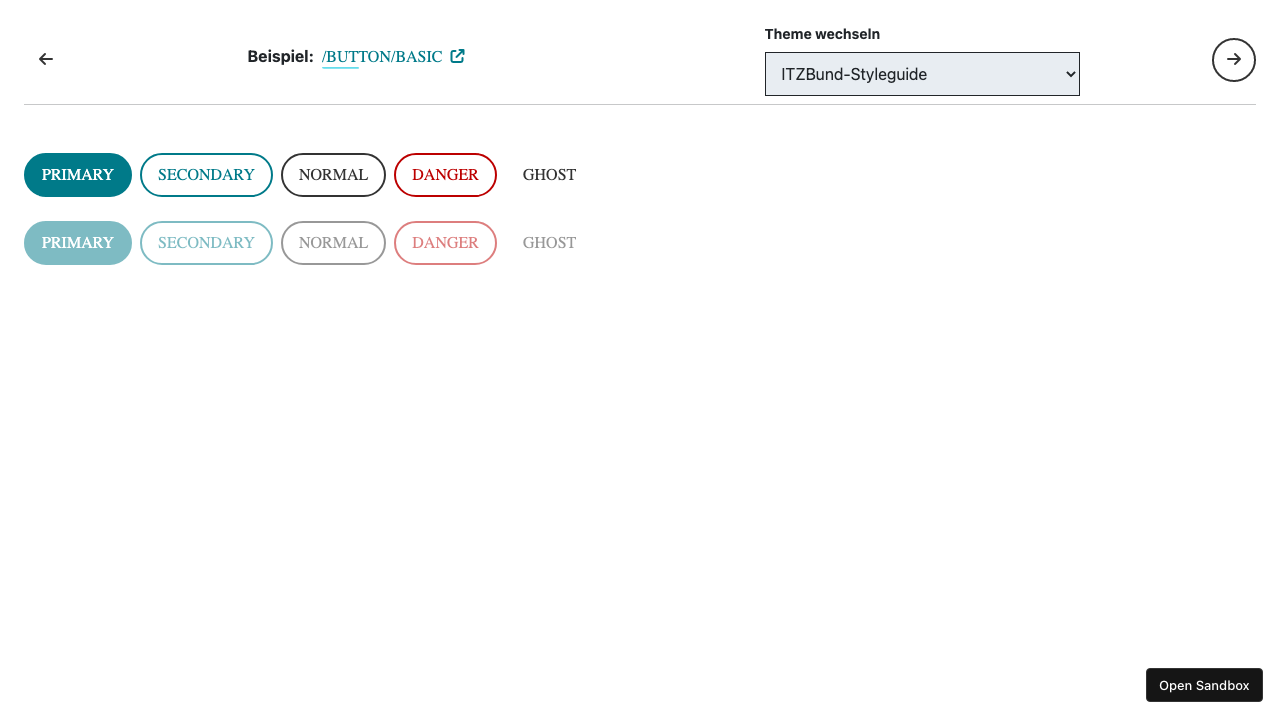 Theme wechseln
Beispiel: /BUTTON/BASIC
ITZBund-Styleguide
PRIMARY SECONDARY NORMAL DANGER GHOST
PRIMARY SECONDARY NORMAL DANGER GHOST
Open Sandbox